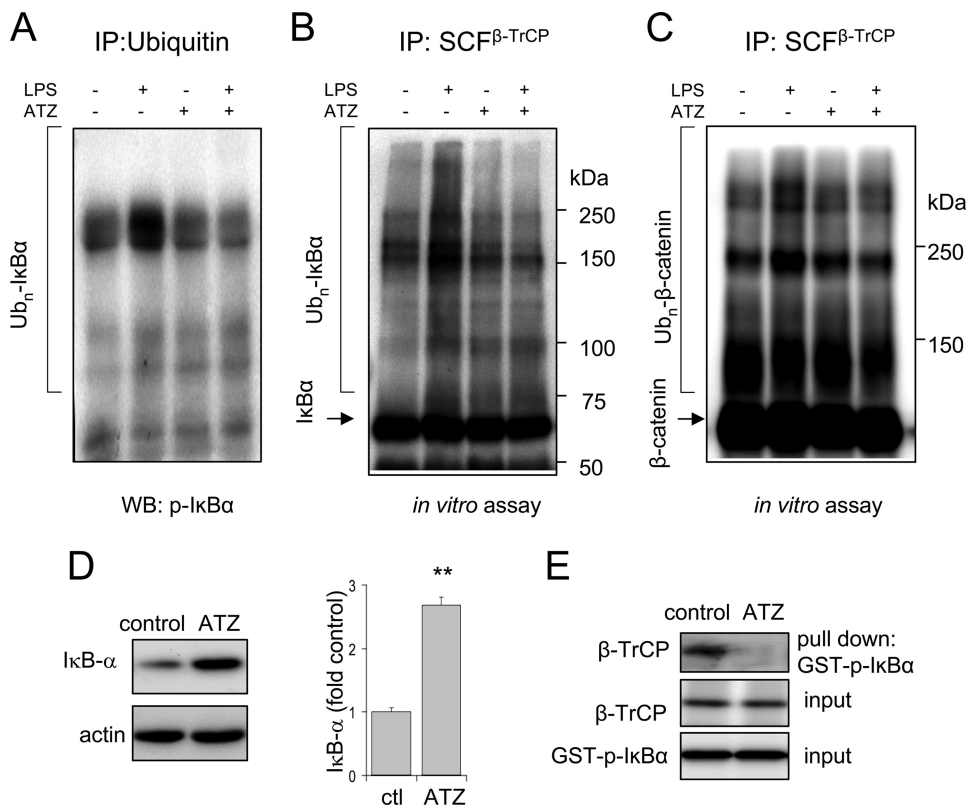 A
IP:Ubiquitin
LPS - + - +
ATZ - - + +
Ubn-IκBα
WB: p-IκBα
B
IP: SCFβ-TrCP
LPS - + - +
ATZ - - + +
kDa
250
150
100
75
50
Ubn-IκBα
IκBα
in vitro assay
C
IP: SCFβ-TrCP
LPS - + - +
ATZ - - + +
kDa
250
150
Ubn-β-catenin
β-catenin
in vitro assay
D
control ATZ
IκB-α
actin
IκB-α (fold control)
3
2
1
0
**
ctl ATZ
E
control ATZ
β-TrCP
pull down:
GST-p-IκBα
β-TrCP input
GST-p-IκBα input